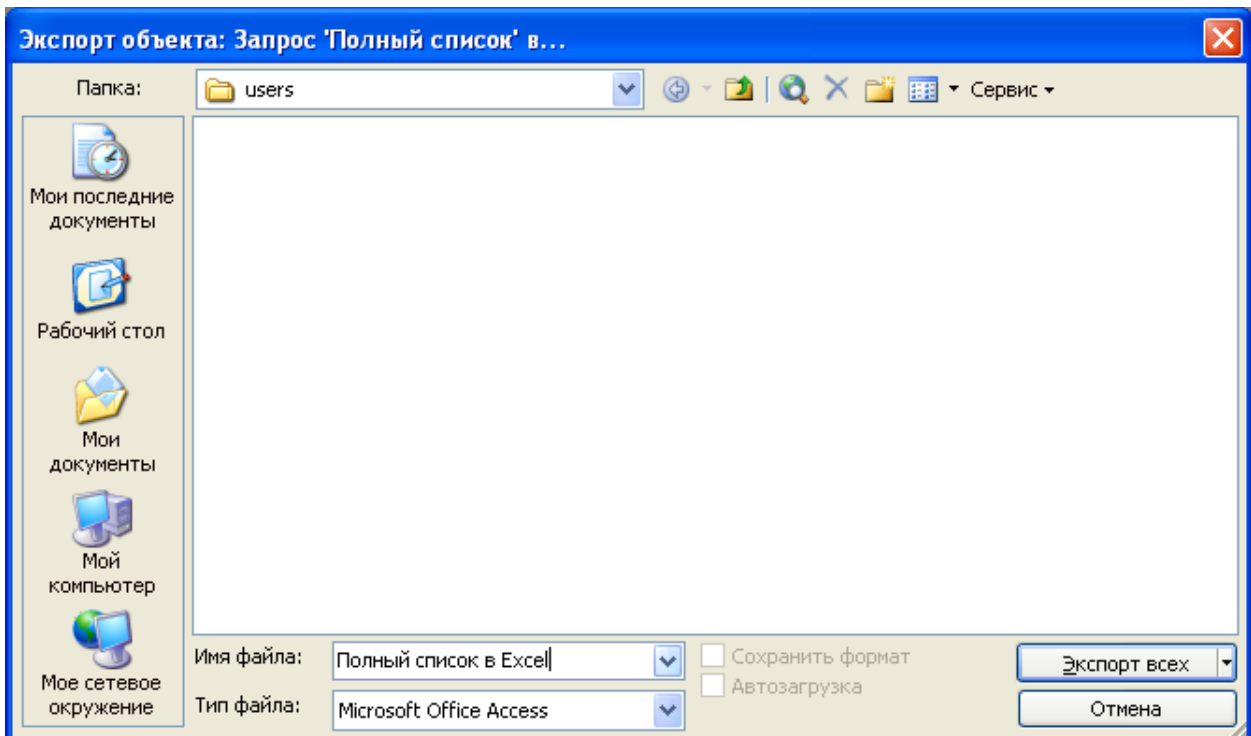 Экспорт объекта: Запрос 'Полный список' в...
Папка:
users
Сервис
Мои последние
документы
Рабочий стол
Мои
документы
Мой
компьютер
Мое сетевое
окружение
Имя файла:
Полный список в Excel
Сохранить формат
Автозагрузка
Экспорт всех
Тип файла:
Microsoft Office Access
Отмена